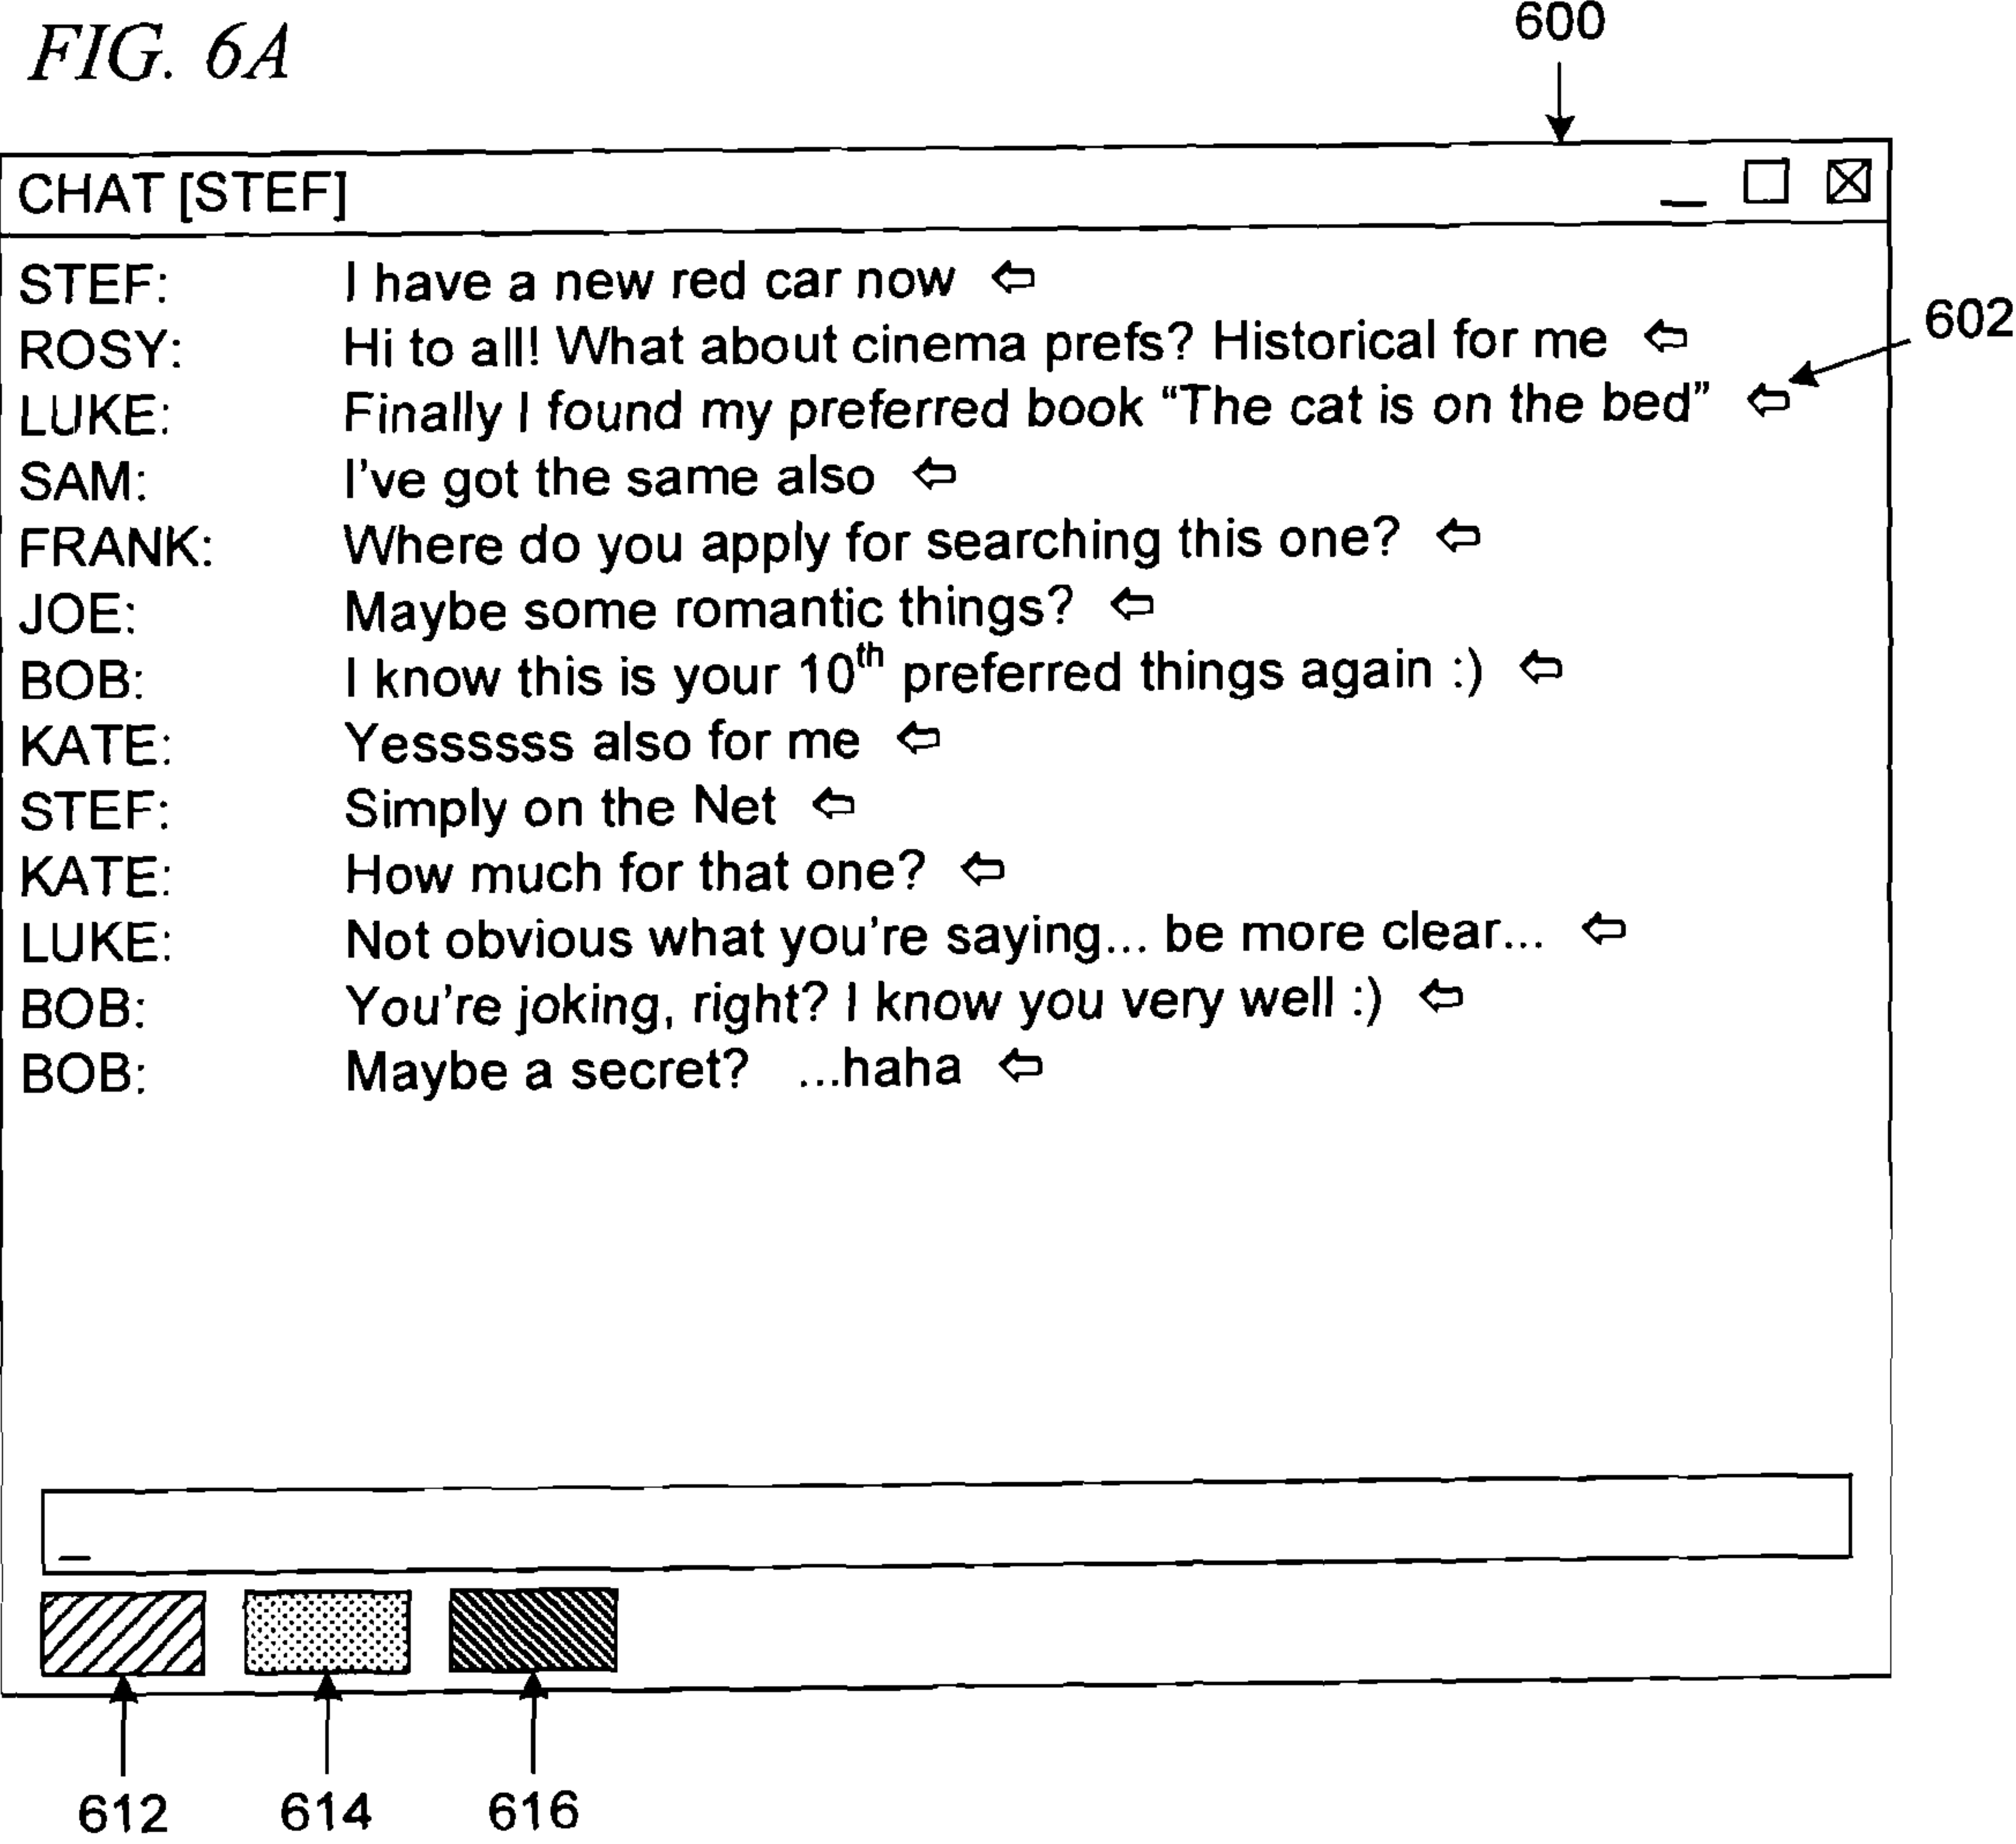 FIG. 6A
600
CHAT [STEF]
STEF: I have a new red car now
ROSY: Hi to all! What about cinema prefs? Historical for me
602
LUKE: Finally I found my preferred book “The cat is on the bed”
SAM: I've got the same also
FRANK: Where do you apply for searching this one?
JOE: Maybe some romantic things?
BOB: I know this is your 10th preferred things again :)
KATE: Yessssss also for me
STEF: Simply on the Net
KATE: How much for that one?
LUKE: Not obvious what you're saying... be more clear...
BOB: You're joking, right? I know you very well :)
BOB: Maybe a secret? ...haha
_
612 614 616